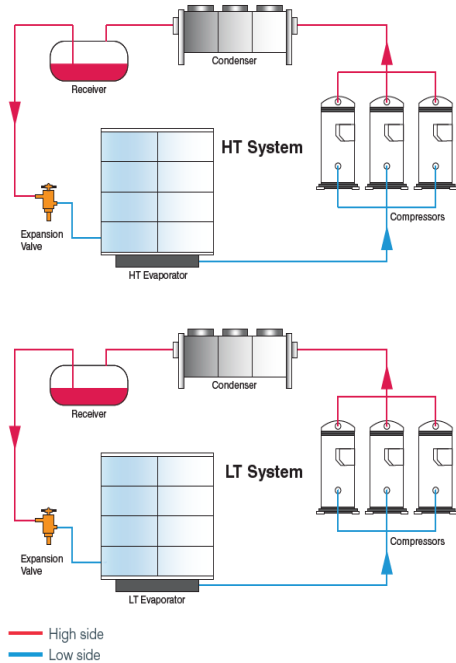 Receiver
Condenser
HT System
Compressors
Expansion
Valve
HT Evaporator
Receiver
Condenser
LT System
Compressors
Expansion
Valve
LT Evaporator
High side
Low side